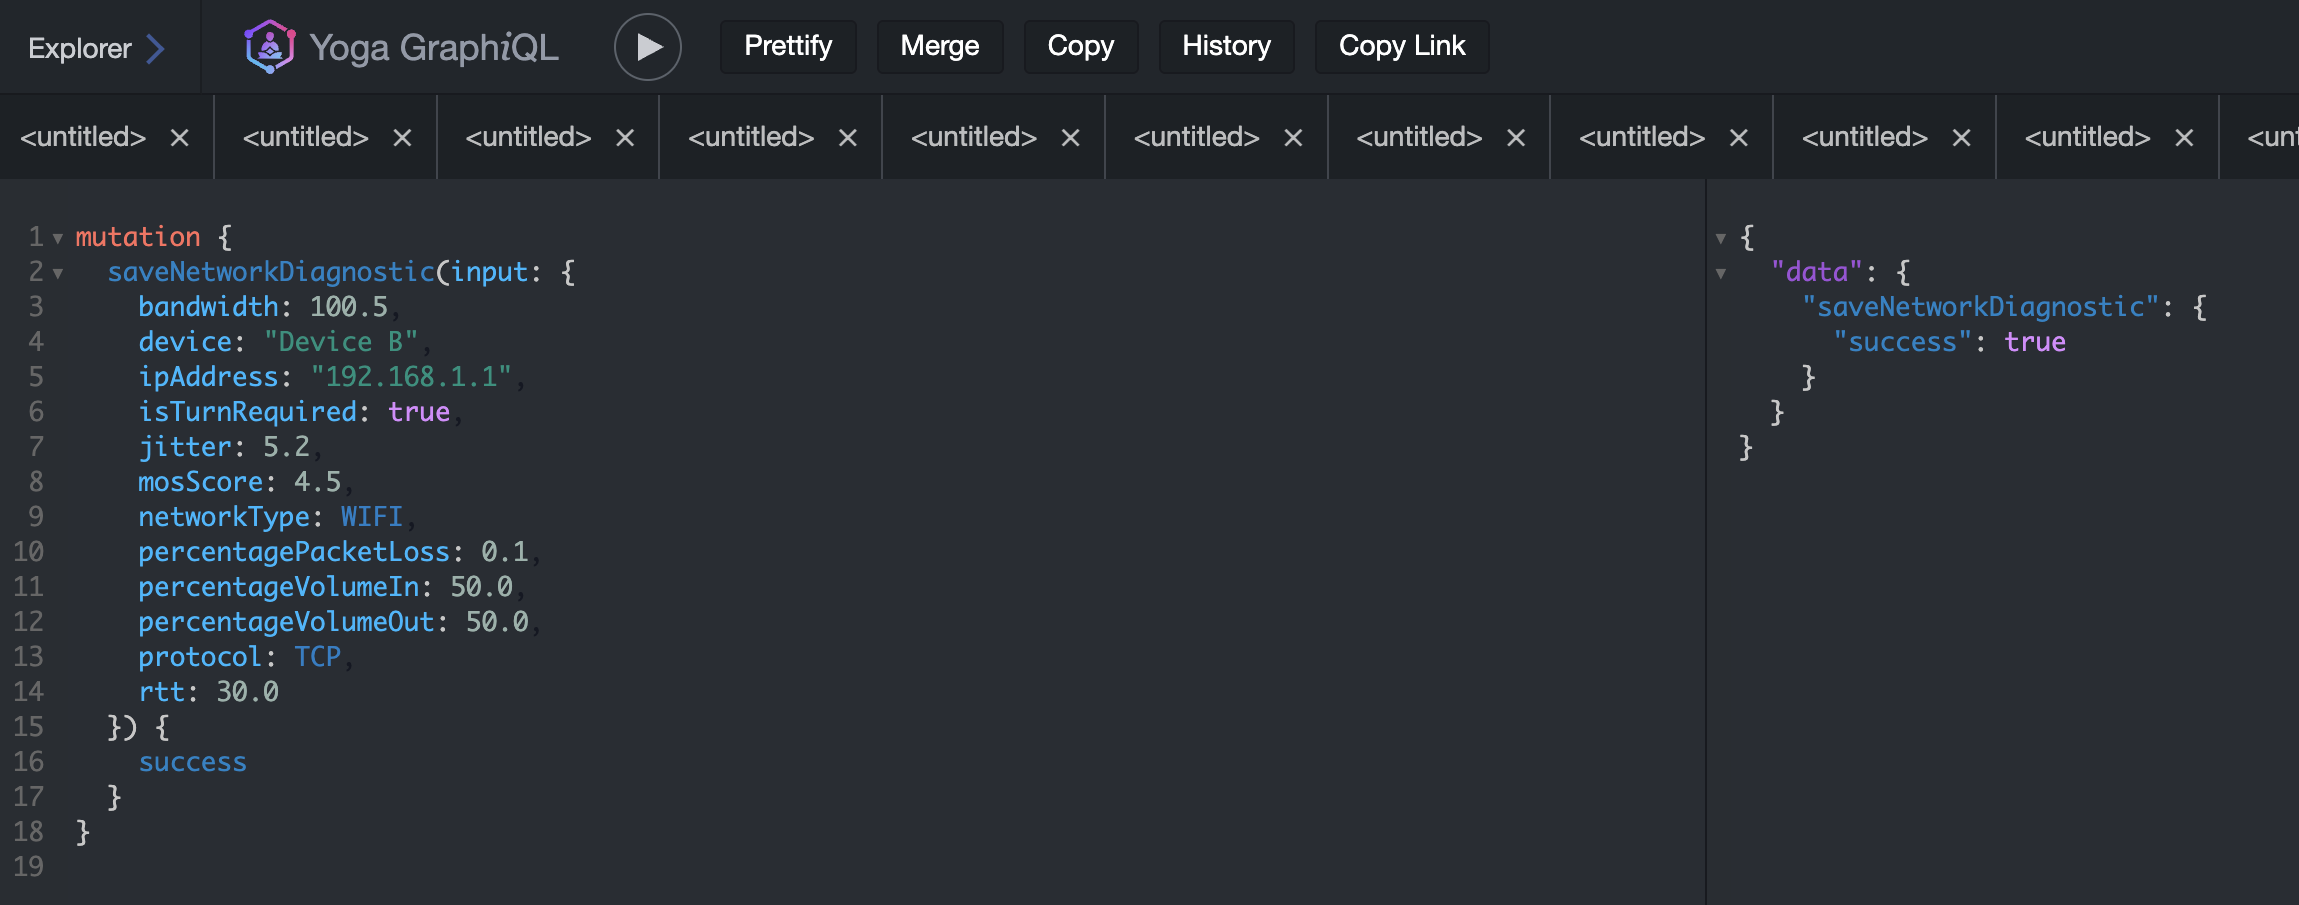 Explorer
Yoga GraphiQL
Prettify
Merge
Copy
History
Copy Link
<untitled>
<untitled>
<untitled>
<untitled>
<untitled>
<untitled>
<untitled>
<untitled>
<untitled>
<untitled>
<un
1 mutation {
2 saveNetworkDiagnostic(input: {
3 bandwidth: 100.5,
4 device: "Device B",
5 ipAddress: "192.168.1.1",
6 isTurnRequired: true,
7 jitter: 5.2,
8 mosScore: 4.5,
9 networkType: WIFI,
10 percentagePacketLoss: 0.1,
11 percentageVolumeIn: 50.0,
12 percentageVolumeOut: 50.0,
13 protocol: TCP,
14 rtt: 30.0
15 }) {
16 success
17 }
18 }
19
{
"data": {
"saveNetworkDiagnostic": {
"success": true
}
}
}